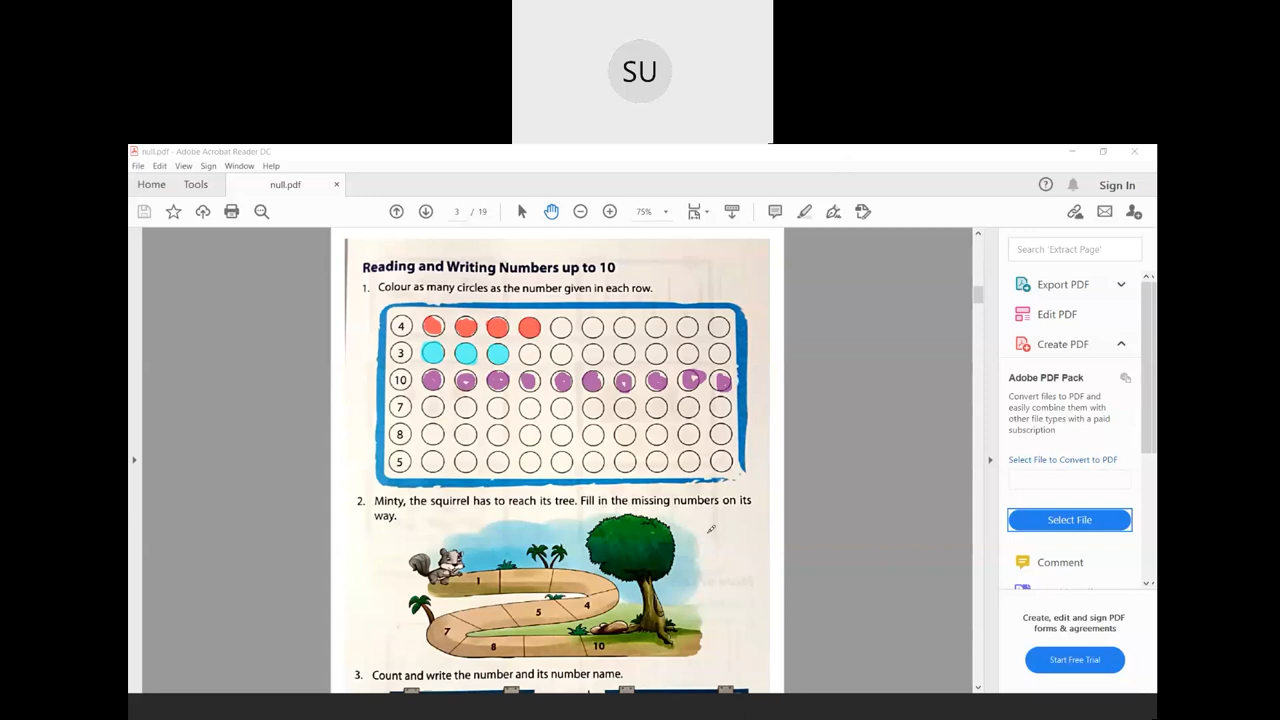 SU
null.pdf - Adobe Acrobat Reader DC
File Edit View Sign Window Help
Home Tools null.pdf × Sign In
3 / 19 75%
Reading and Writing Numbers up to 10
1. Colour as many circles as the number given in each row.
4
3
10
7
8
5
2. Minty, the squirrel has to reach its tree. Fill in the missing numbers on its
way.
1
4
5
7
8
10
3. Count and write the number and its number name.
Search 'Extract Page'
Export PDF
Edit PDF
Create PDF
Adobe PDF Pack
Convert files to PDF and
easily combine them with
other file types with a paid
subscription
Select File to Convert to PDF
Select File
Comment
Create, edit and sign PDF
forms & agreements
Start Free Trial